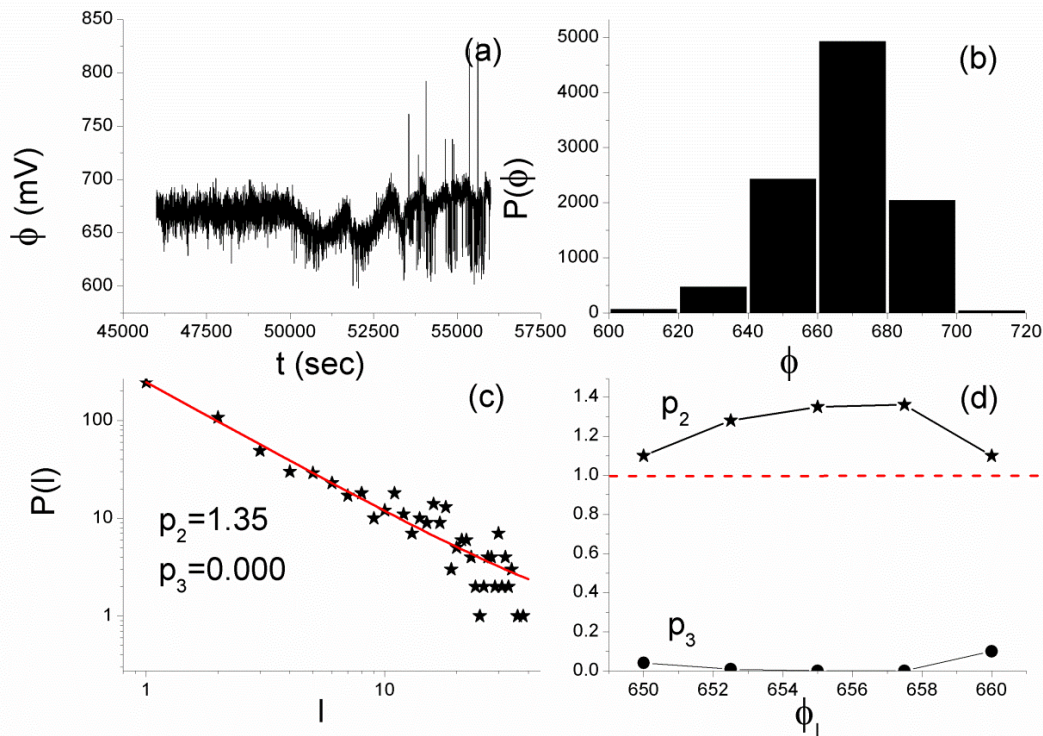 850
800
750
700
650
600
ϕ (mV)
(a)
45000 47500 50000 52500 55000 57500
t (sec)
5000
4000
3000
2000
1000
0
P(ϕ)
(b)
600 620 640 660 680 700 720
ϕ
100
10
1
P(l)
(c)
p₂=1.35
p₃=0.000
1 10
l
1.4
1.2
1.0
0.8
0.6
0.4
0.2
0.0
(d)
p₂
p₃
650 652 654 656 658 660
ϕₗ